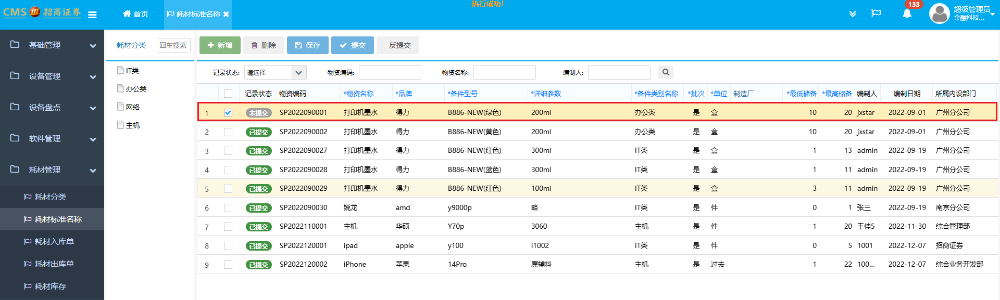 CMS 招商证券
首页
耗材标准名称
执行成功!
133
超级管理员
金融科技...
基础管理
设备管理
设备盘点
软件管理
耗材管理
耗材分类
耗材标准名称
耗材入库单
耗材出库单
耗材库存
耗材分类 回车搜索
IT类
办公类
网络
主机
新增 删除 保存 提交 反提交
记录状态: 请选择 物资编码: 物资名称: 编制人:
记录状态 物资编码 *物资名称 *品牌 *备件型号 *详细参数 *备件类别名称 *批次 *单位 制造厂 *最低储备 *最高储备 编制人 编制日期 所属内设部门
1 未提交 SP2022090001 打印机墨水 得力 B886-NEW(绿色) 200ml 办公类 是 盒 10 20 jxstar 2022-09-01 广州分公司
2 已提交 SP2022090002 打印机墨水 得力 B886-NEW(黄色) 200ml 办公类 是 盒 10 20 jxstar 2022-09-01 广州分公司
3 已提交 SP2022090027 打印机墨水 得力 B886-NEW(红色) 300ml IT类 是 盒 1 13 admin 2022-09-19 广州分公司
4 已提交 SP2022090028 打印机墨水 得力 B886-NEW(蓝色) 300ml IT类 是 盒 1 11 admin 2022-09-19 广州分公司
5 已提交 SP2022090029 打印机墨水 得力 B886-NEW(红色) 100ml IT类 是 盒 3 11 admin 2022-09-19 广州分公司
6 已提交 SP2022090030 锐龙 amd y9000p 略 IT类 是 件 0 1 张三 2022-09-19 南京分公司
7 已提交 SP2022110001 主机 华硕 Y70p 3060 主机 是 件 1 20 王佳5 2022-11-30 综合管理部
8 已提交 SP2022120001 ipad apple y100 i1002 IT类 是 件 0 5 1001 2022-12-07 招商证券
9 已提交 SP2022120002 iPhone 苹果 14Pro 原辅料 主机 是 过去 1 22 100... 2022-12-07 综合业务开发部